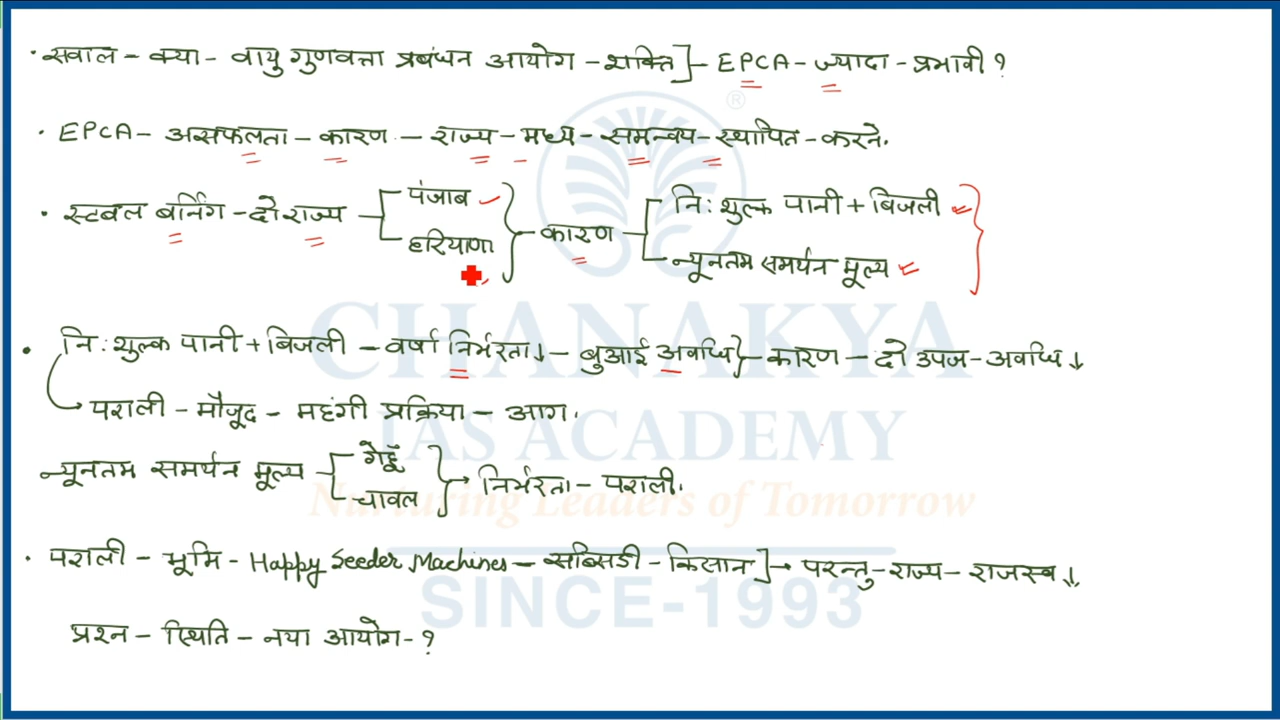 · सवाल - क्या - वायु गुणवत्ता प्रबंधन आयोग - शक्ति] - EPCA - ज्यादा - प्रभावी ?
· EPCA - असफलता - कारण - राज्य - मध्य - समन्वय - स्थापित - करने.
· स्टबल बर्निंग - दो राज्य - [ पंजाब } - कारण - [ नि: शुल्क पानी + बिजली }
हरियाणा न्यूनतम समर्थन मूल्य
· नि: शुल्क पानी + बिजली - वर्षा निर्भरता↓ - बुआई अवधि} - कारण - दो उपज - अवधि↓
→ पराली - मौजूद - महंगी प्रक्रिया - आग.
न्यूनतम समर्थन मूल्य - [ गेहूँ } → निर्भरता - पराली.
चावल
· पराली - भूमि - Happy Seeder Machines - सब्सिडी - किसान] → परन्तु - राज्य - राजस्व↓
प्रश्न - स्थिति - नया आयोग - ?
®
CHANAKYA
IAS ACADEMY
Nurturing Leaders of Tomorrow
SINCE-1993